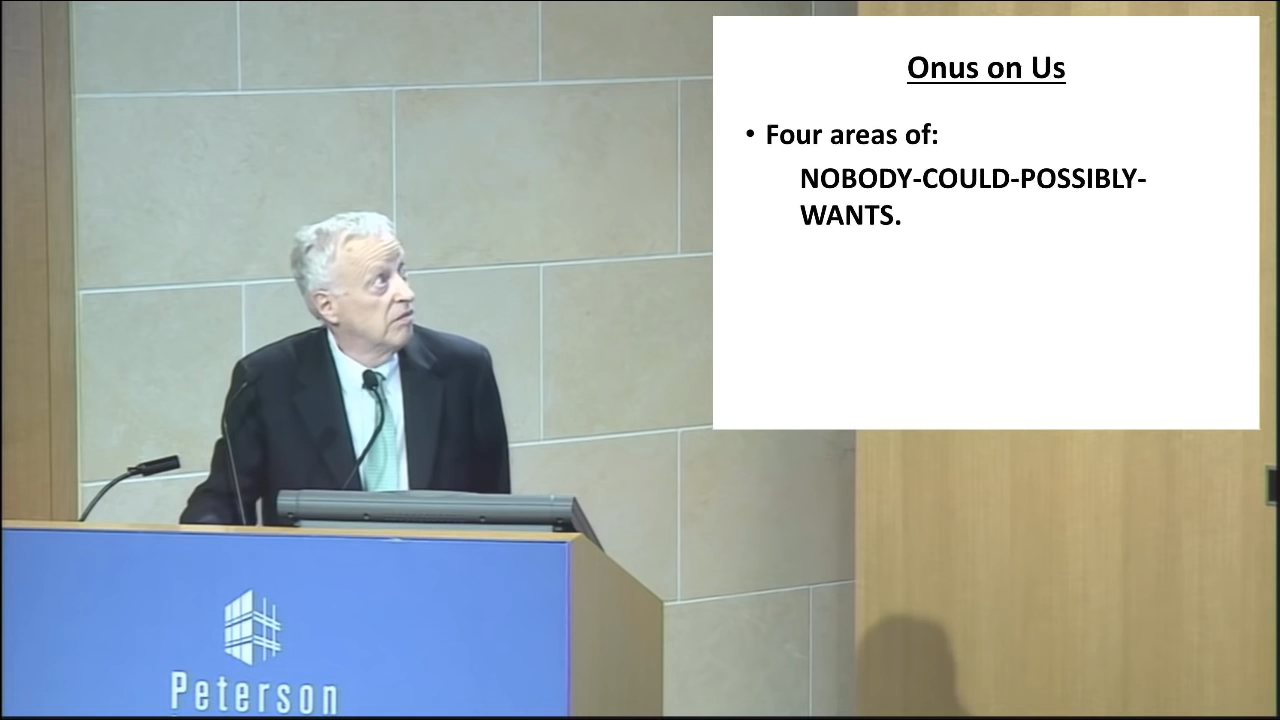 Onus on Us
• Four areas of:
NOBODY-COULD-POSSIBLY-
WANTS.
Peterson